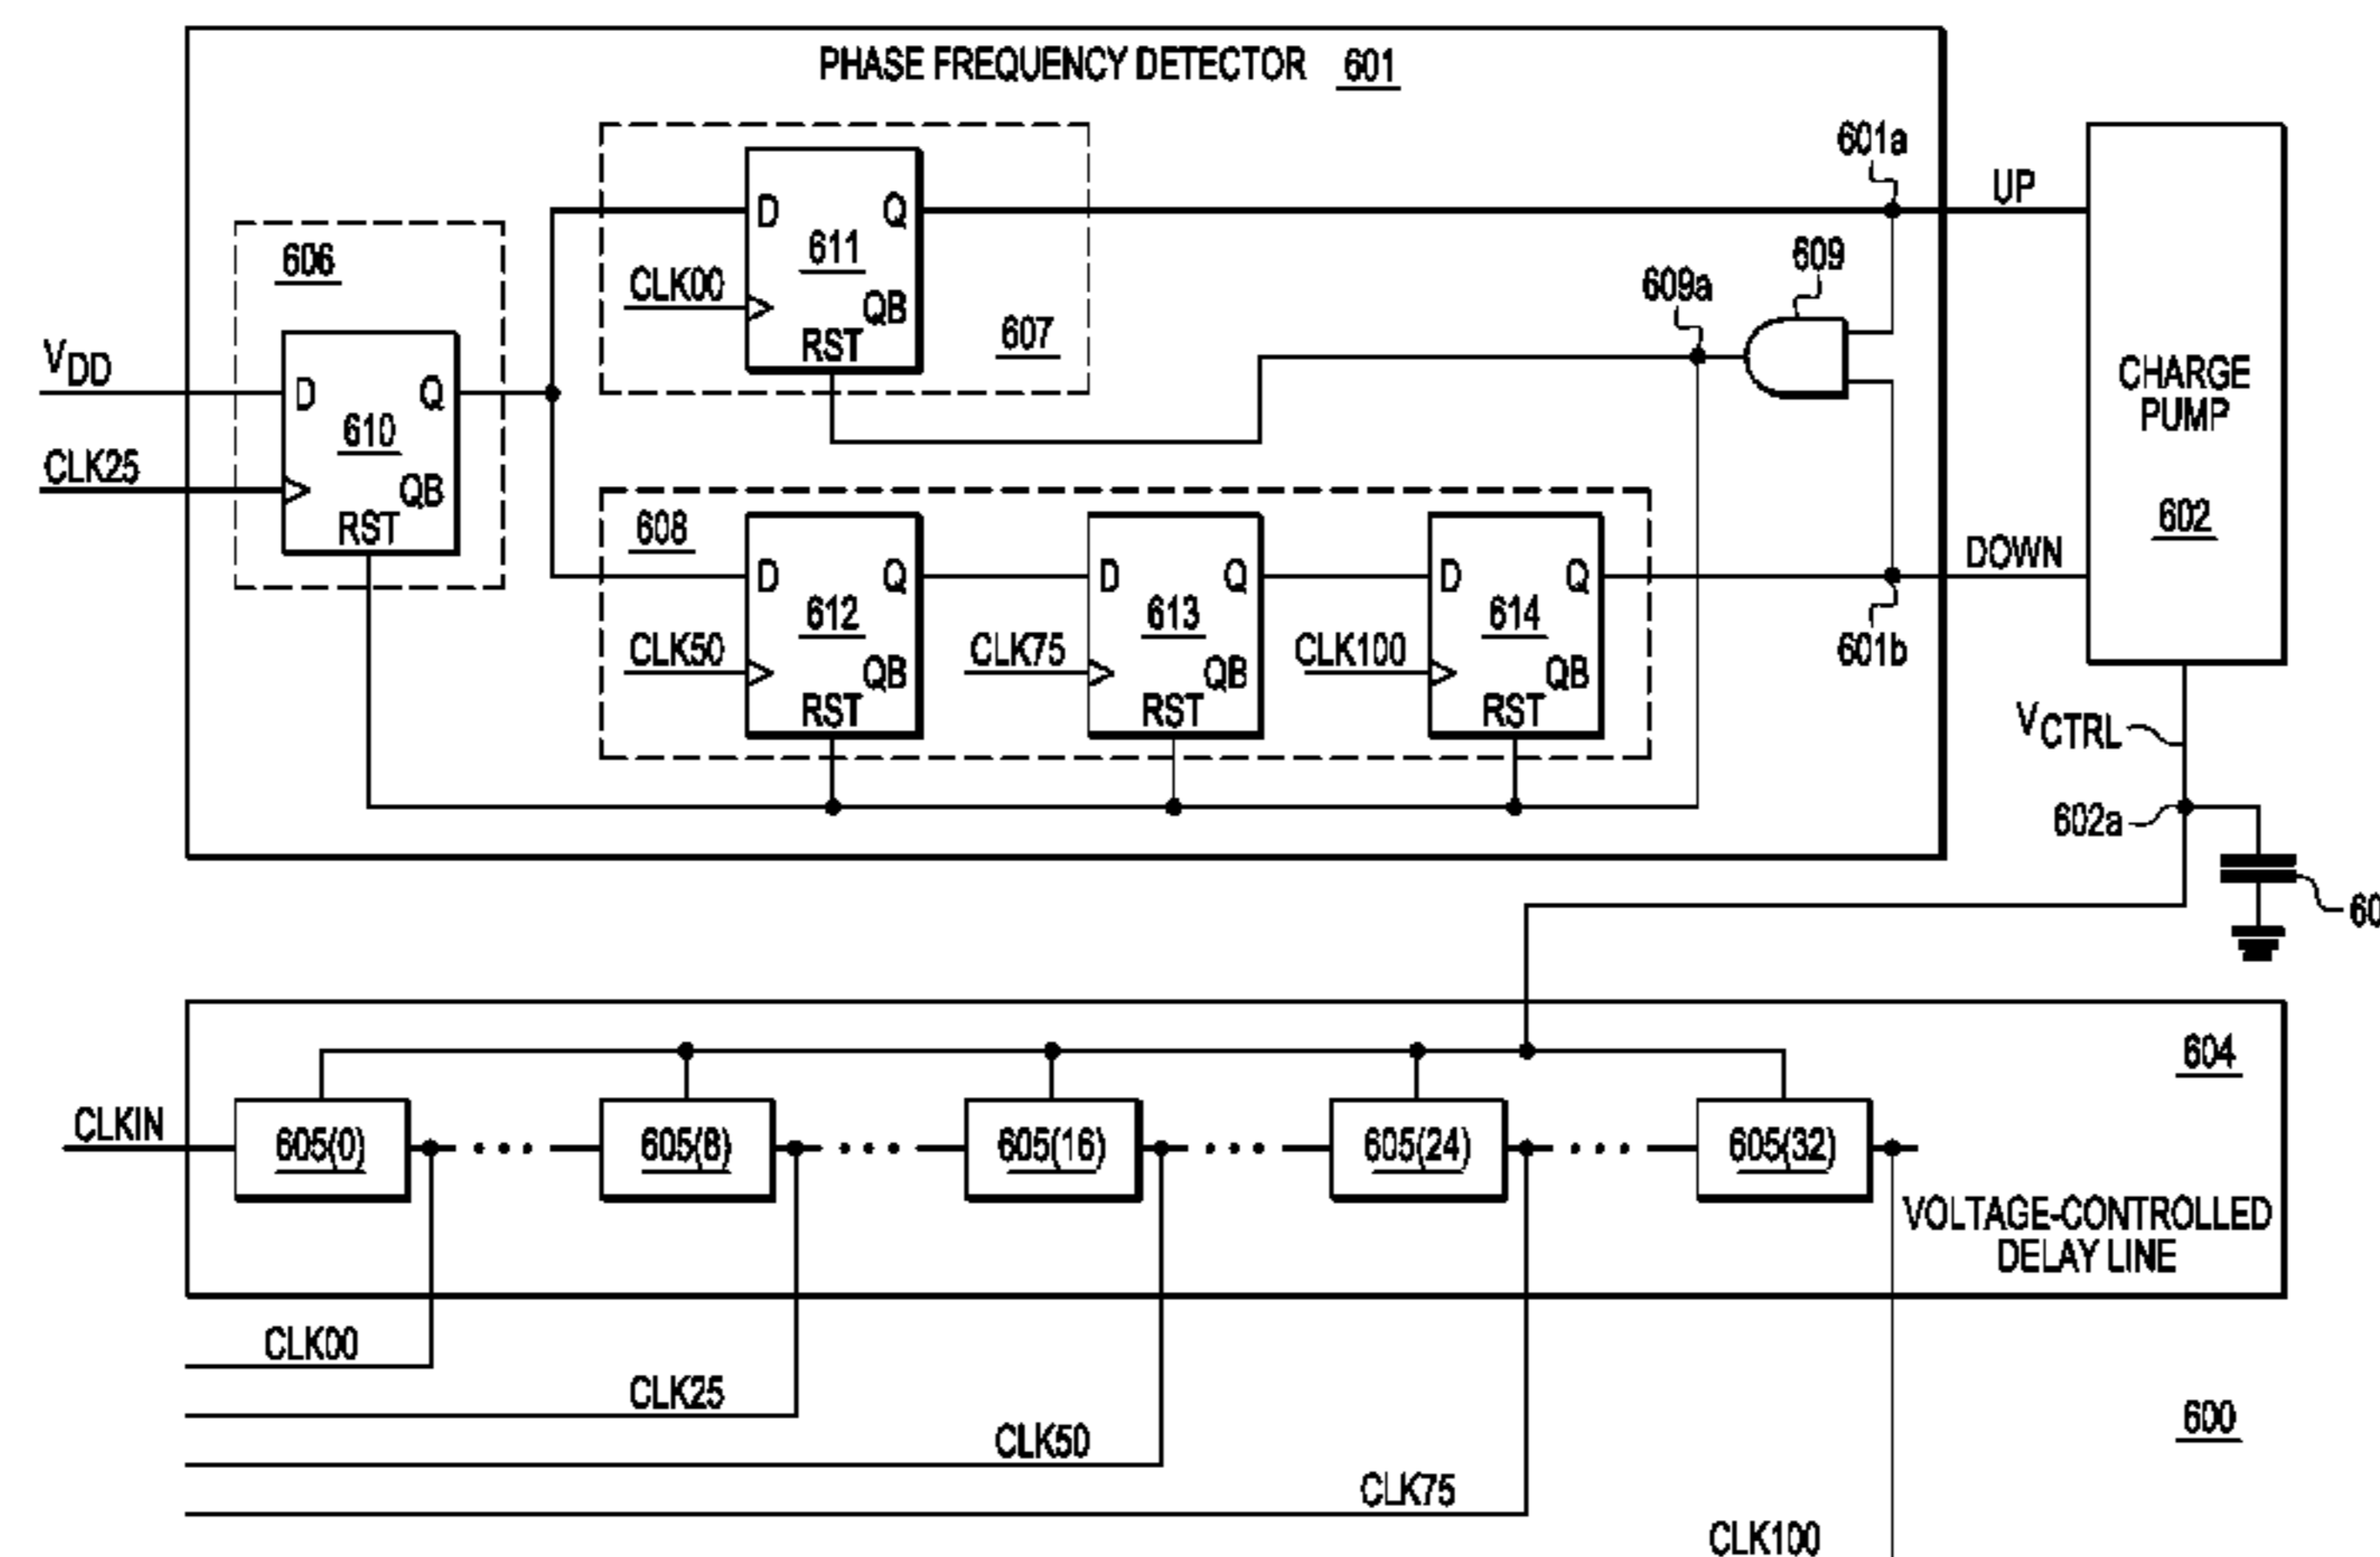 PHASE FREQUENCY DETECTOR 601
601a
UP
606
D Q
611
CLK00
QB
RST
607
609a
609
CHARGE
PUMP
602
VDD
D Q
610
CLK25
QB
RST
608
D Q
612
CLK50
QB
RST
D Q
613
CLK75
QB
RST
D Q
614
CLK100
QB
RST
DOWN
601b
VCTRL
602a
604
CLKIN
605(0)
605(8)
605(16)
605(24)
605(32)
VOLTAGE-CONTROLLED
DELAY LINE
CLK00
CLK25
CLK50
CLK75
CLK100
600